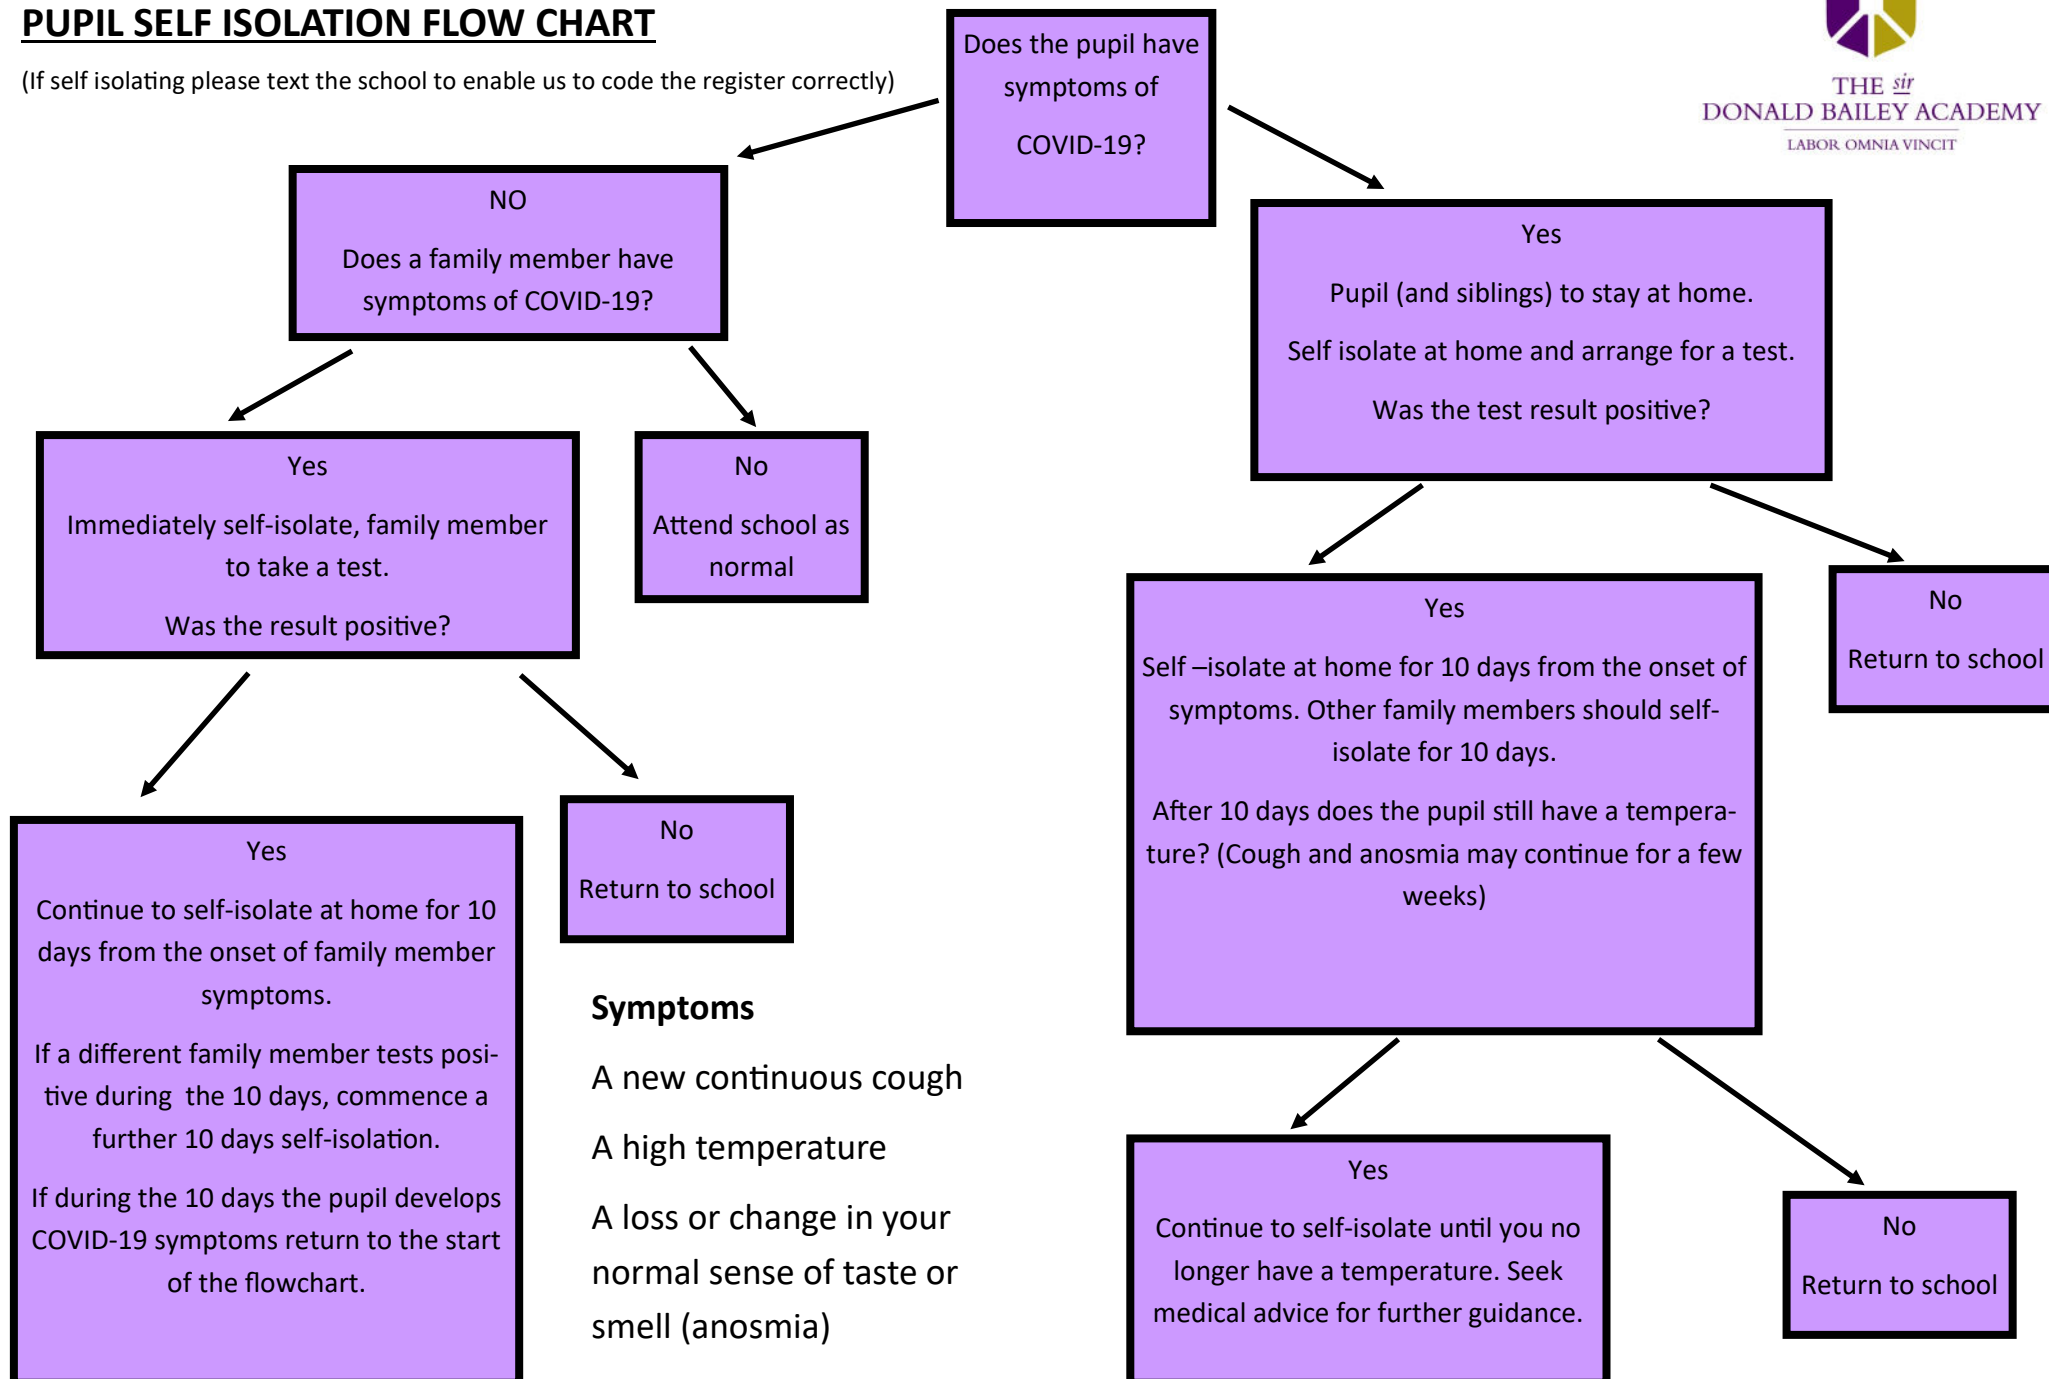 PUPIL SELF ISOLATION FLOW CHART
(If self isolating please text the school to enable us to code the register correctly)
Does the pupil have
symptoms of
COVID-19?
THE sir
DONALD BAILEY ACADEMY
LABOR OMNIA VINCIT
NO
Does a family member have
symptoms of COVID-19?
Yes
Pupil (and siblings) to stay at home.
Self isolate at home and arrange for a test.
Was the test result positive?
Yes
Immediately self-isolate, family member
to take a test.
Was the result positive?
No
Attend school as
normal
Yes
Self –isolate at home for 10 days from the onset of
symptoms. Other family members should self-
isolate for 10 days.
After 10 days does the pupil still have a tempera-
ture? (Cough and anosmia may continue for a few
weeks)
No
Return to school
Yes
Continue to self-isolate at home for 10
days from the onset of family member
symptoms.
If a different family member tests posi-
tive during  the 10 days, commence a
further 10 days self-isolation.
If during the 10 days the pupil develops
COVID-19 symptoms return to the start
of the flowchart.
No
Return to school
Symptoms
A new continuous cough
A high temperature
A loss or change in your
normal sense of taste or
smell (anosmia)
Yes
Continue to self-isolate until you no
longer have a temperature. Seek
medical advice for further guidance.
No
Return to school